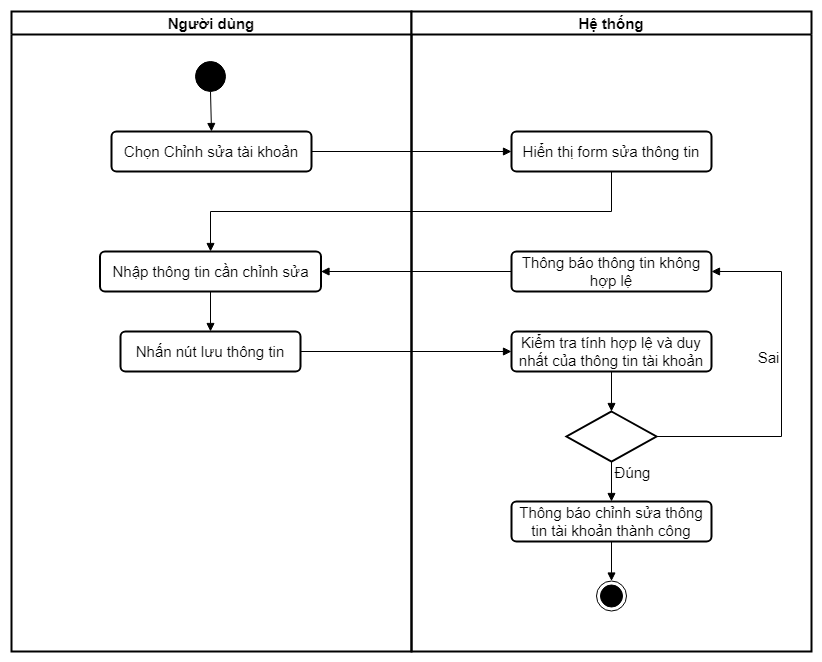 Người dùng
Hệ thống
Chọn Chỉnh sửa tài khoản
Hiển thị form sửa thông tin
Nhập thông tin cần chỉnh sửa
Thông báo thông tin không
hợp lệ
Nhấn nút lưu thông tin
Kiểm tra tính hợp lệ và duy
nhất của thông tin tài khoản
Sai
Đúng
Thông báo chỉnh sửa thông
tin tài khoản thành công